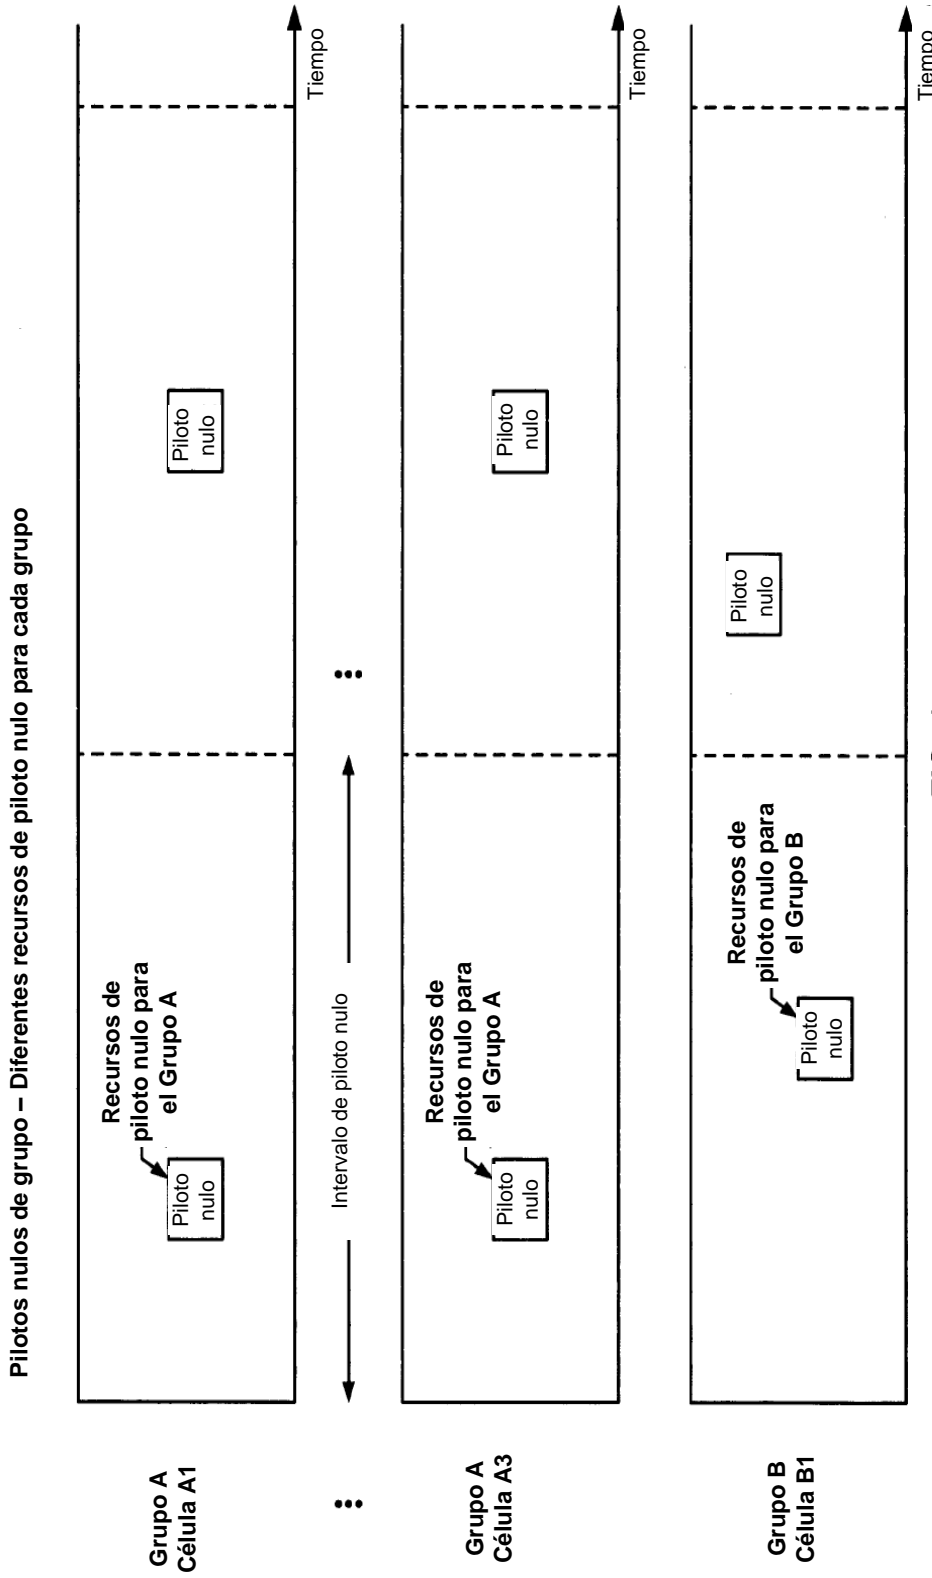 Pilotos nulos de grupo – Diferentes recursos de piloto nulo para cada grupo
Grupo A
Célula A1
Recursos de
piloto nulo para
el Grupo A
Piloto
nulo
Piloto
nulo
Tiempo
Intervalo de piloto nulo
Grupo A
Célula A3
Recursos de
piloto nulo para
el Grupo A
Piloto
nulo
Piloto
nulo
Tiempo
Grupo B
Célula B1
Recursos de
piloto nulo para
el Grupo B
Piloto
nulo
Piloto
nulo
Tiempo